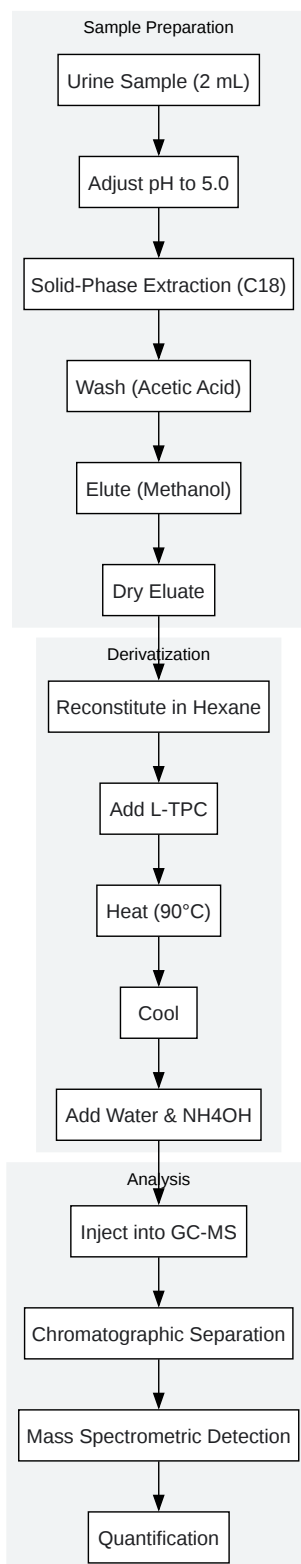 Sample Preparation
Urine Sample (2 mL)
Adjust pH to 5.0
Solid-Phase Extraction (C18)
Wash (Acetic Acid)
Elute (Methanol)
Dry Eluate
Derivatization
Reconstitute in Hexane
Add L-TPC
Heat (90°C)
Cool
Add Water & NH4OH
Analysis
Inject into GC-MS
Chromatographic Separation
Mass Spectrometric Detection
Quantification